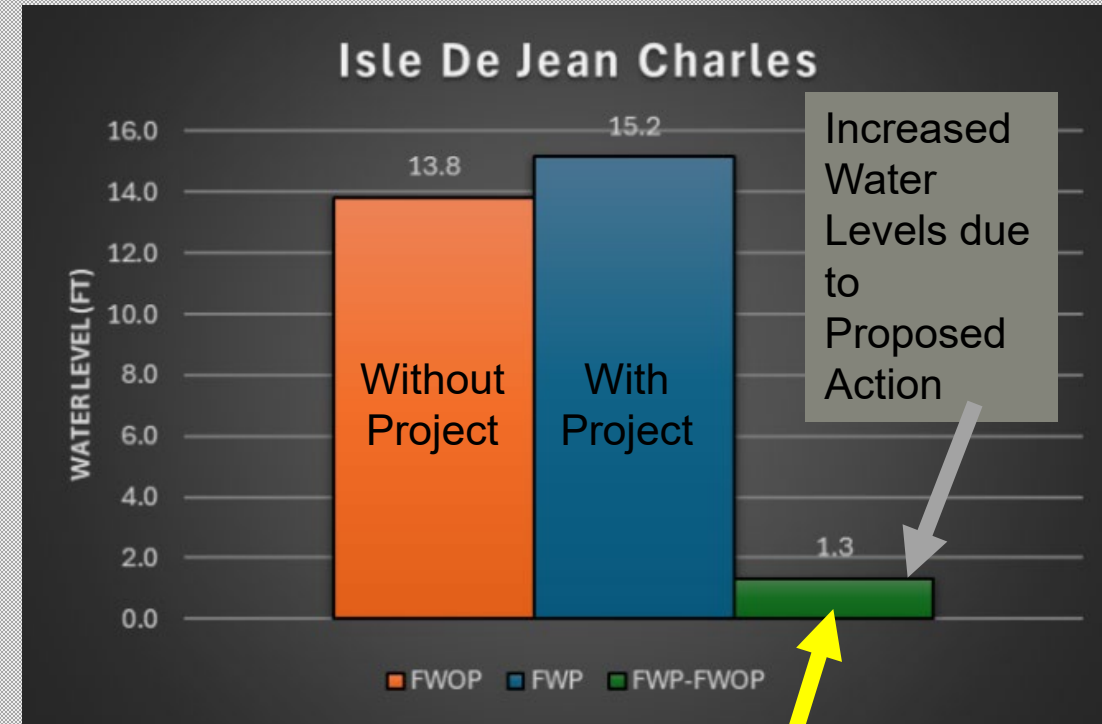 Isle De Jean Charles
WATER LEVEL (FT)
16.0
14.0
12.0
10.0
8.0
6.0
4.0
2.0
0.0
13.8
15.2
1.3
Without
Project
With
Project
Increased
Water
Levels due
to
Proposed
Action
FWOP FWP FWP-FWOP